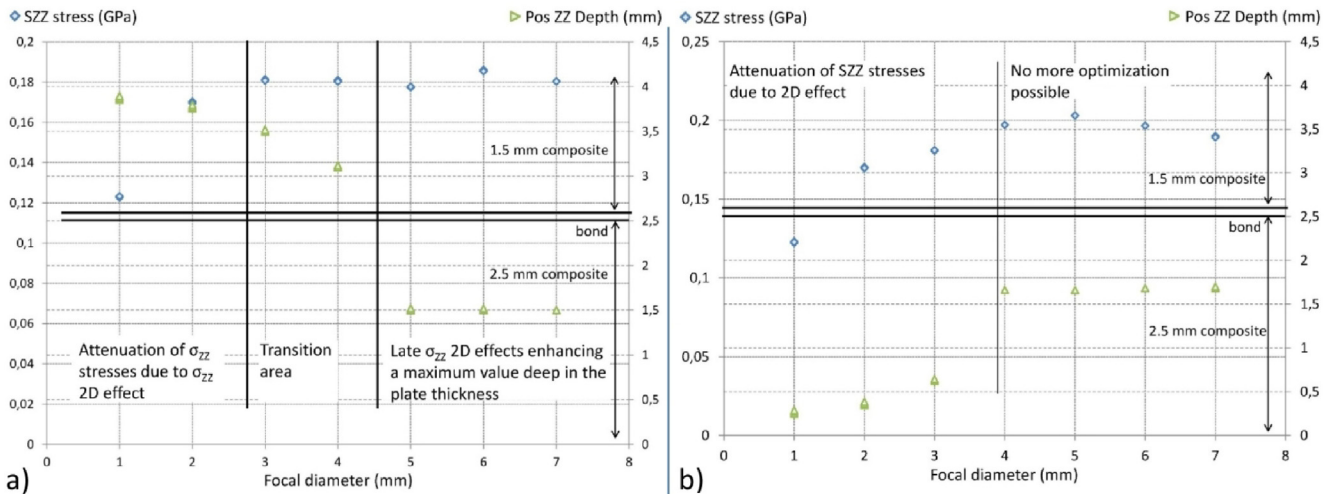 SZZ stress (GPa)
Pos ZZ Depth (mm)
0,2
0,18
0,16
0,14
0,12
0,1
0,08
0,06
0,04
0,02
0
4,5
4
3,5
3
2,5
2
1,5
1
0,5
0
1.5 mm composite
bond
2.5 mm composite
Attenuation of σzz
stresses due to σzz
2D effect
Transition
area
Late σzz 2D effects enhancing
a maximum value deep in the
plate thickness
0 1 2 3 4 5 6 7 8
Focal diameter (mm)
a)
SZZ stress (GPa)
Pos ZZ Depth (mm)
0,25
0,2
0,15
0,1
0,05
0
4,5
4
3,5
3
2,5
2
1,5
1
0,5
0
Attenuation of SZZ stresses
due to 2D effect
No more optimization
possible
1.5 mm composite
bond
2.5 mm composite
0 1 2 3 4 5 6 7 8
Focal diameter (mm)
b)